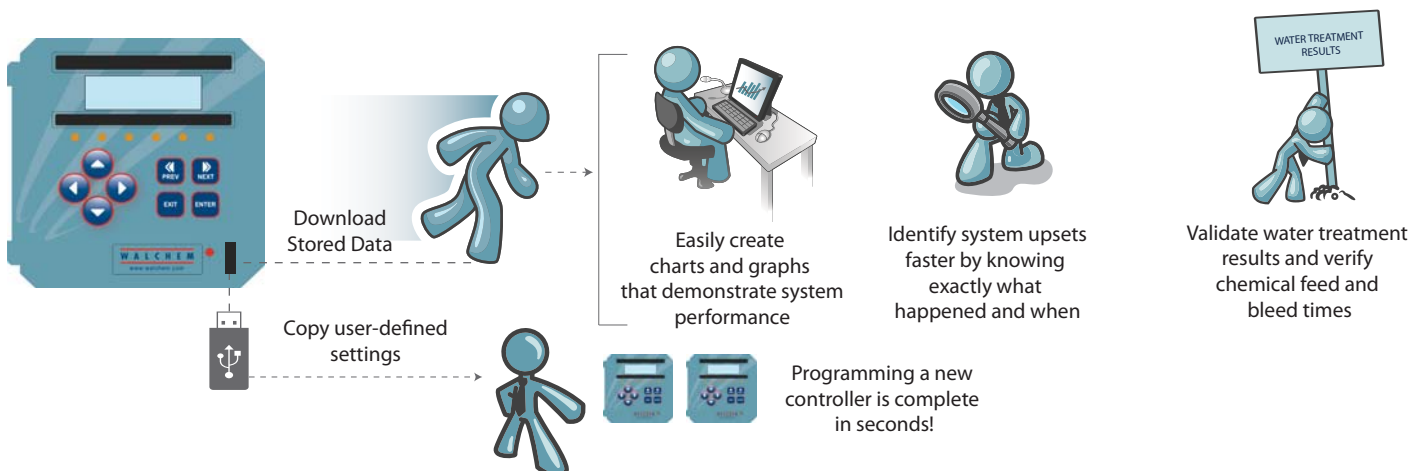 PREV
NEXT
EXIT
ENTER
WALCHEM
www.walchem.com
Download
Stored Data
Copy user-defined
settings
Easily create
charts and graphs
that demonstrate system
performance
Identify system upsets
faster by knowing
exactly what
happened and when
WATER TREATMENT
RESULTS
Validate water treatment
results and verify
chemical feed and
bleed times
Programming a new
controller is complete
in seconds!